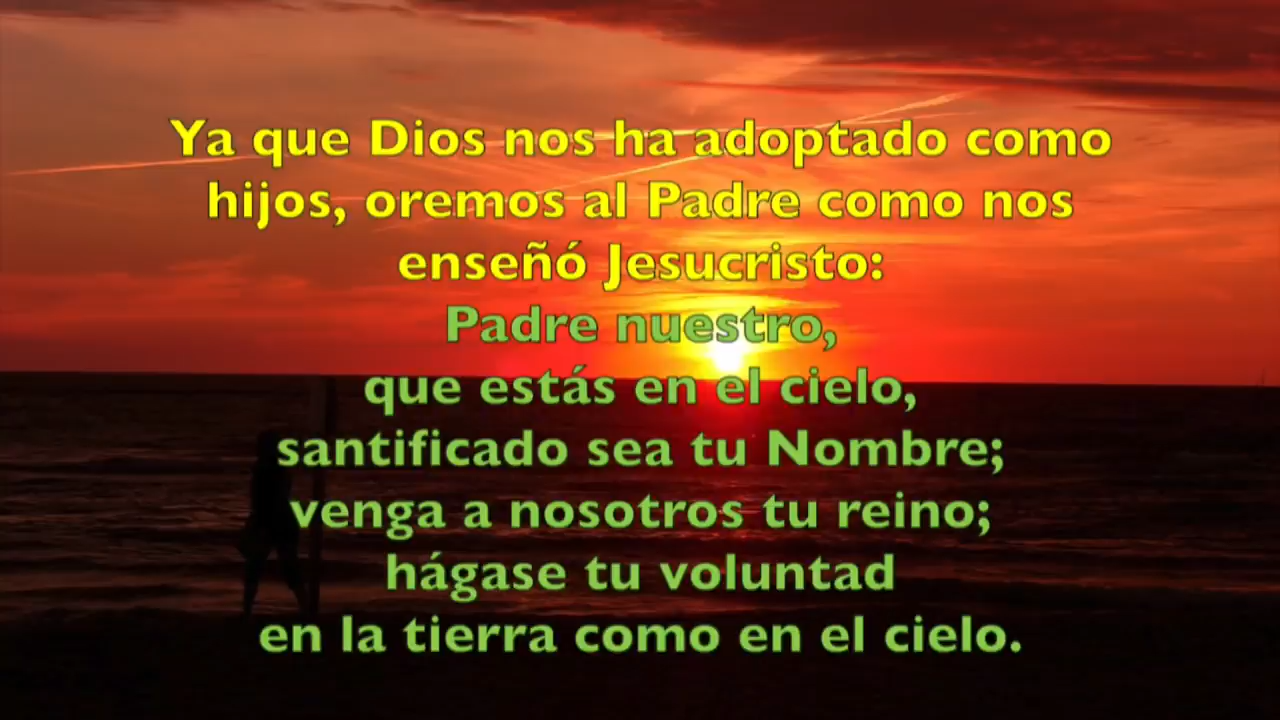 Ya que Dios nos ha adoptado como
hijos, oremos al Padre como nos
enseñó Jesucristo:
Padre nuestro,
que estás en el cielo,
santificado sea tu Nombre;
venga a nosotros tu reino;
hágase tu voluntad
en la tierra como en el cielo.